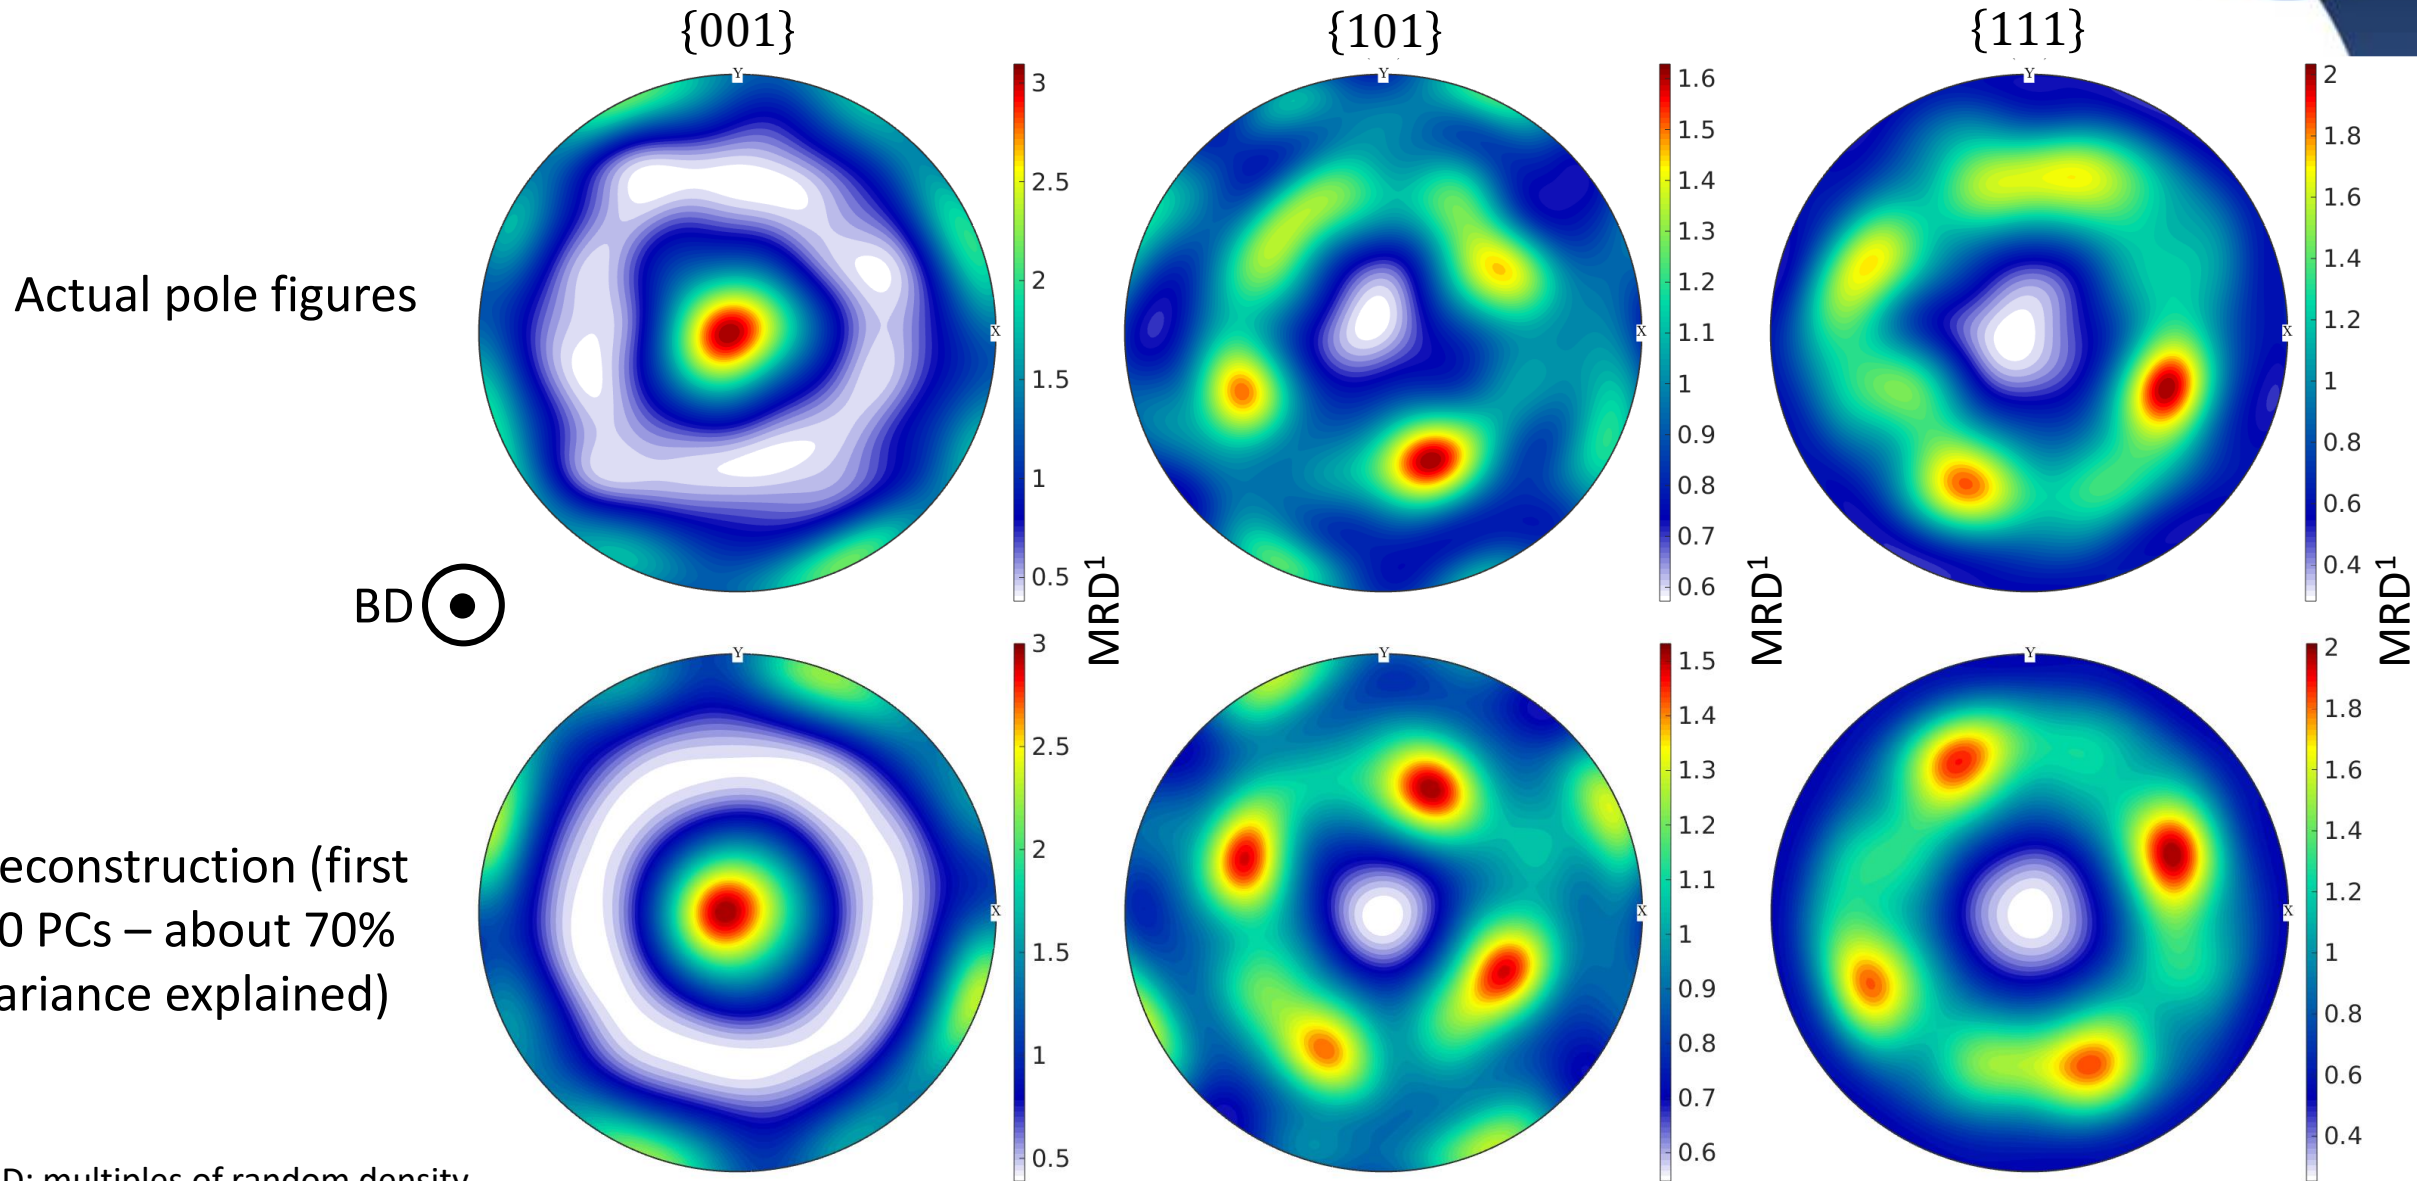 {001} {101} {111}
Y Y Y
3 1.6 2
1.5 1.8
2.5 1.4 1.6
Actual pole figures
2 1.3 1.4
X X X
1.2
1.5 1.1 1.2
1 1
1 0.9 0.8
0.8
0.7 0.6
0.5 0.6 0.4
BD
MRD1 MRD1 MRD1
Y Y Y
3 1.5 2
1.4 1.8
2.5 1.3 1.6
2 1.2 1.4
econstruction (first
1.1 1.2
X X X
0 PCs – about 70%
1.5 1 1
ariance explained)
0.9 0.8
1 0.8 0.6
0.7
0.5 0.6 0.4
D: multiples of random density